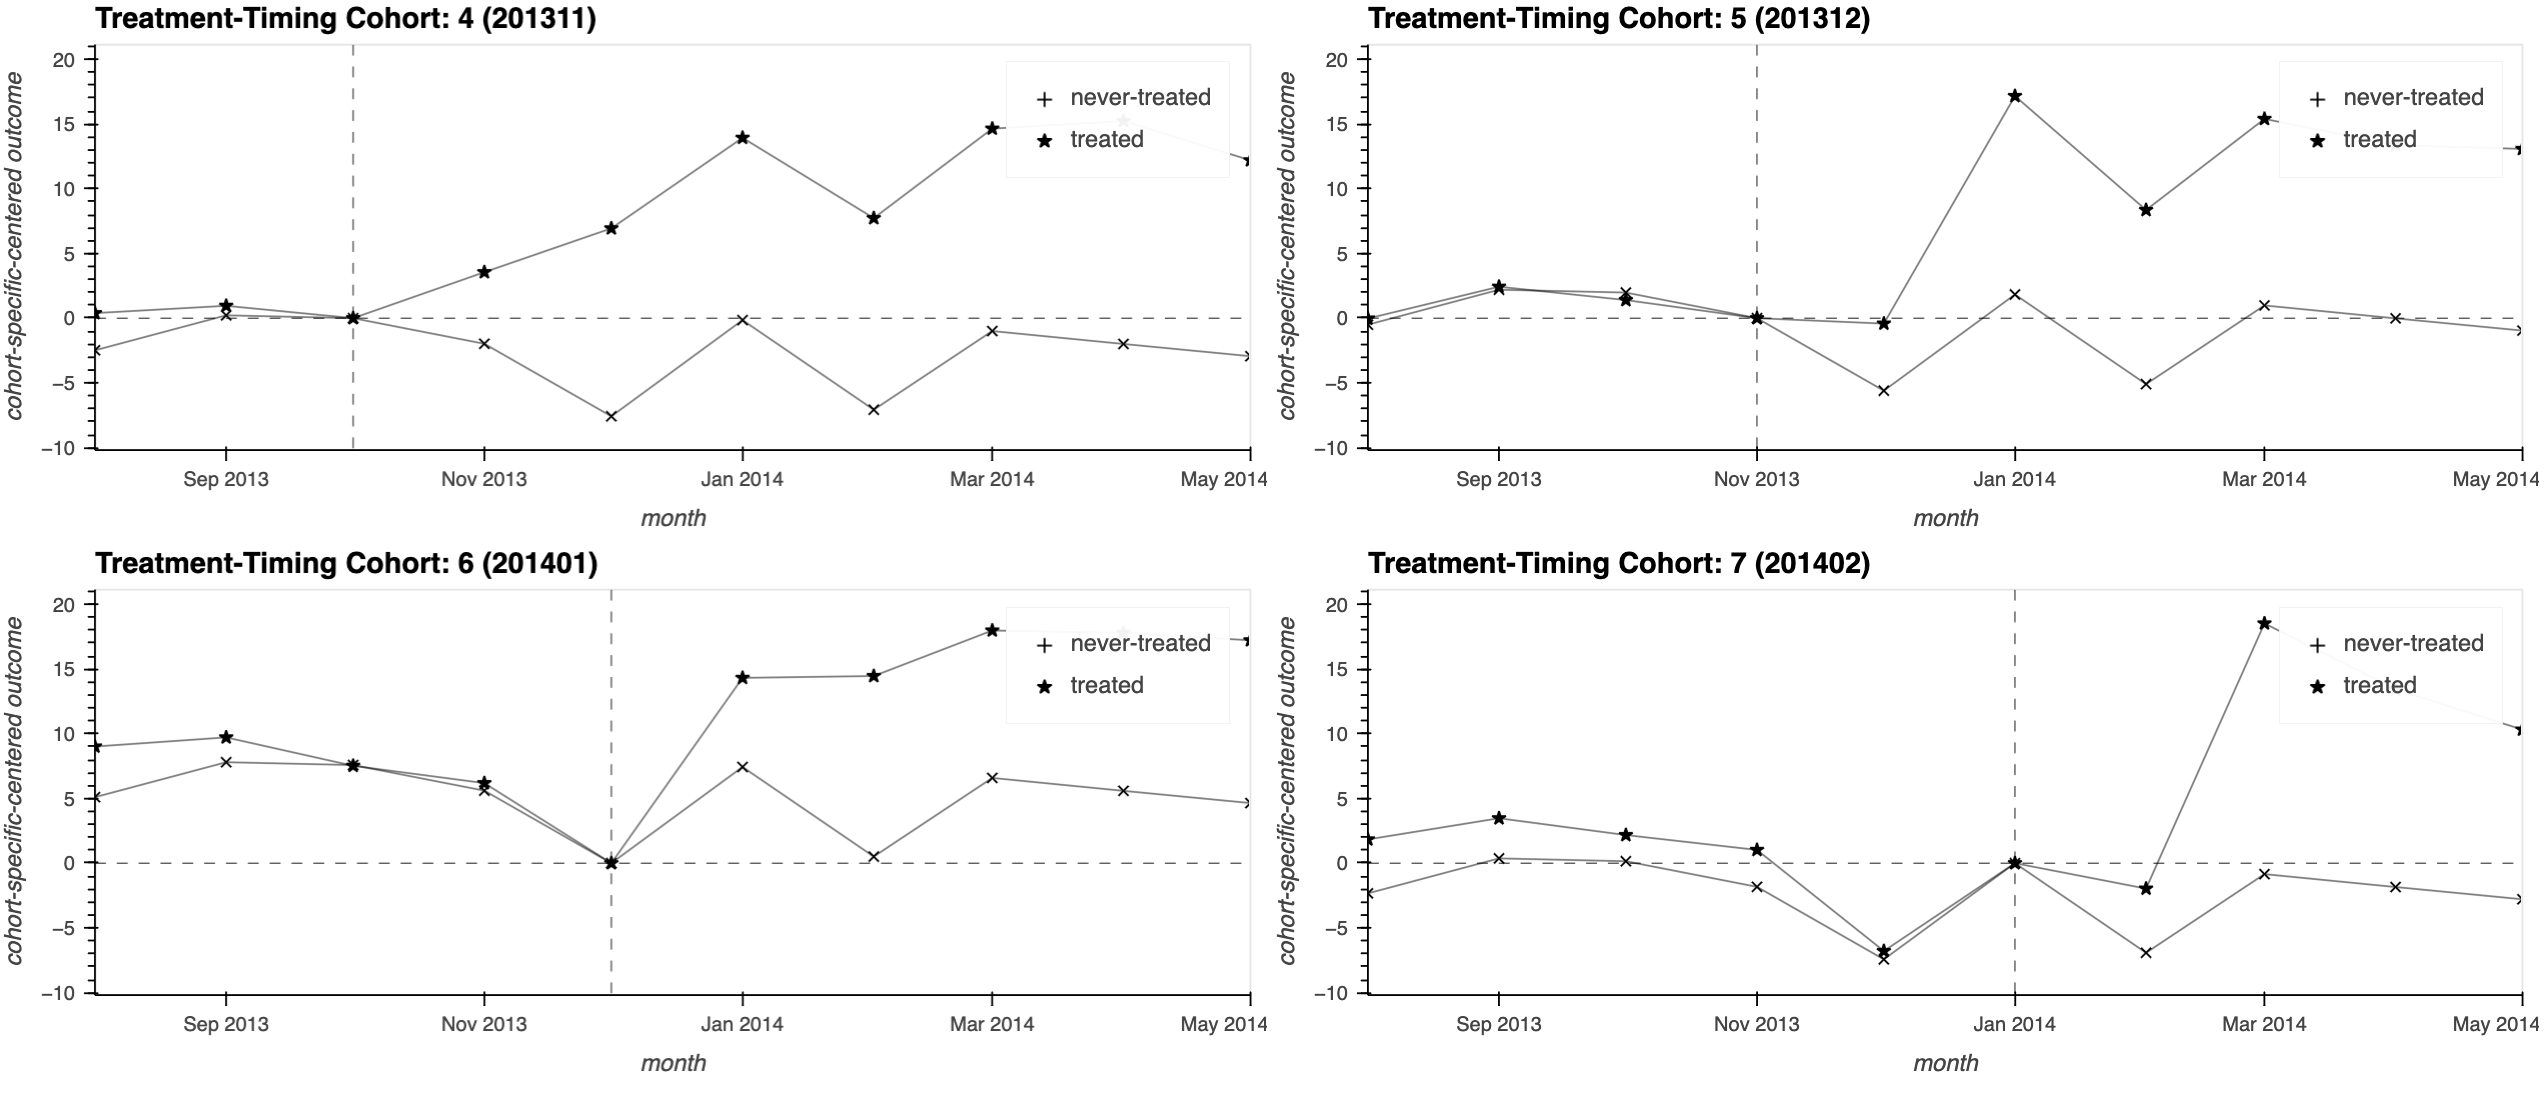 Treatment-Timing Cohort: 4 (201311)
cohort-specific-centered outcome
20
15
10
5
0
−5
−10
never-treated
treated
Sep 2013
Nov 2013
Jan 2014
Mar 2014
May 2014
month
Treatment-Timing Cohort: 5 (201312)
cohort-specific-centered outcome
20
15
10
5
0
−5
−10
never-treated
treated
Sep 2013
Nov 2013
Jan 2014
Mar 2014
May 2014
month
Treatment-Timing Cohort: 6 (201401)
cohort-specific-centered outcome
20
15
10
5
0
−5
−10
never-treated
treated
Sep 2013
Nov 2013
Jan 2014
Mar 2014
May 2014
month
Treatment-Timing Cohort: 7 (201402)
cohort-specific-centered outcome
20
15
10
5
0
−5
−10
never-treated
treated
Sep 2013
Nov 2013
Jan 2014
Mar 2014
May 2014
month